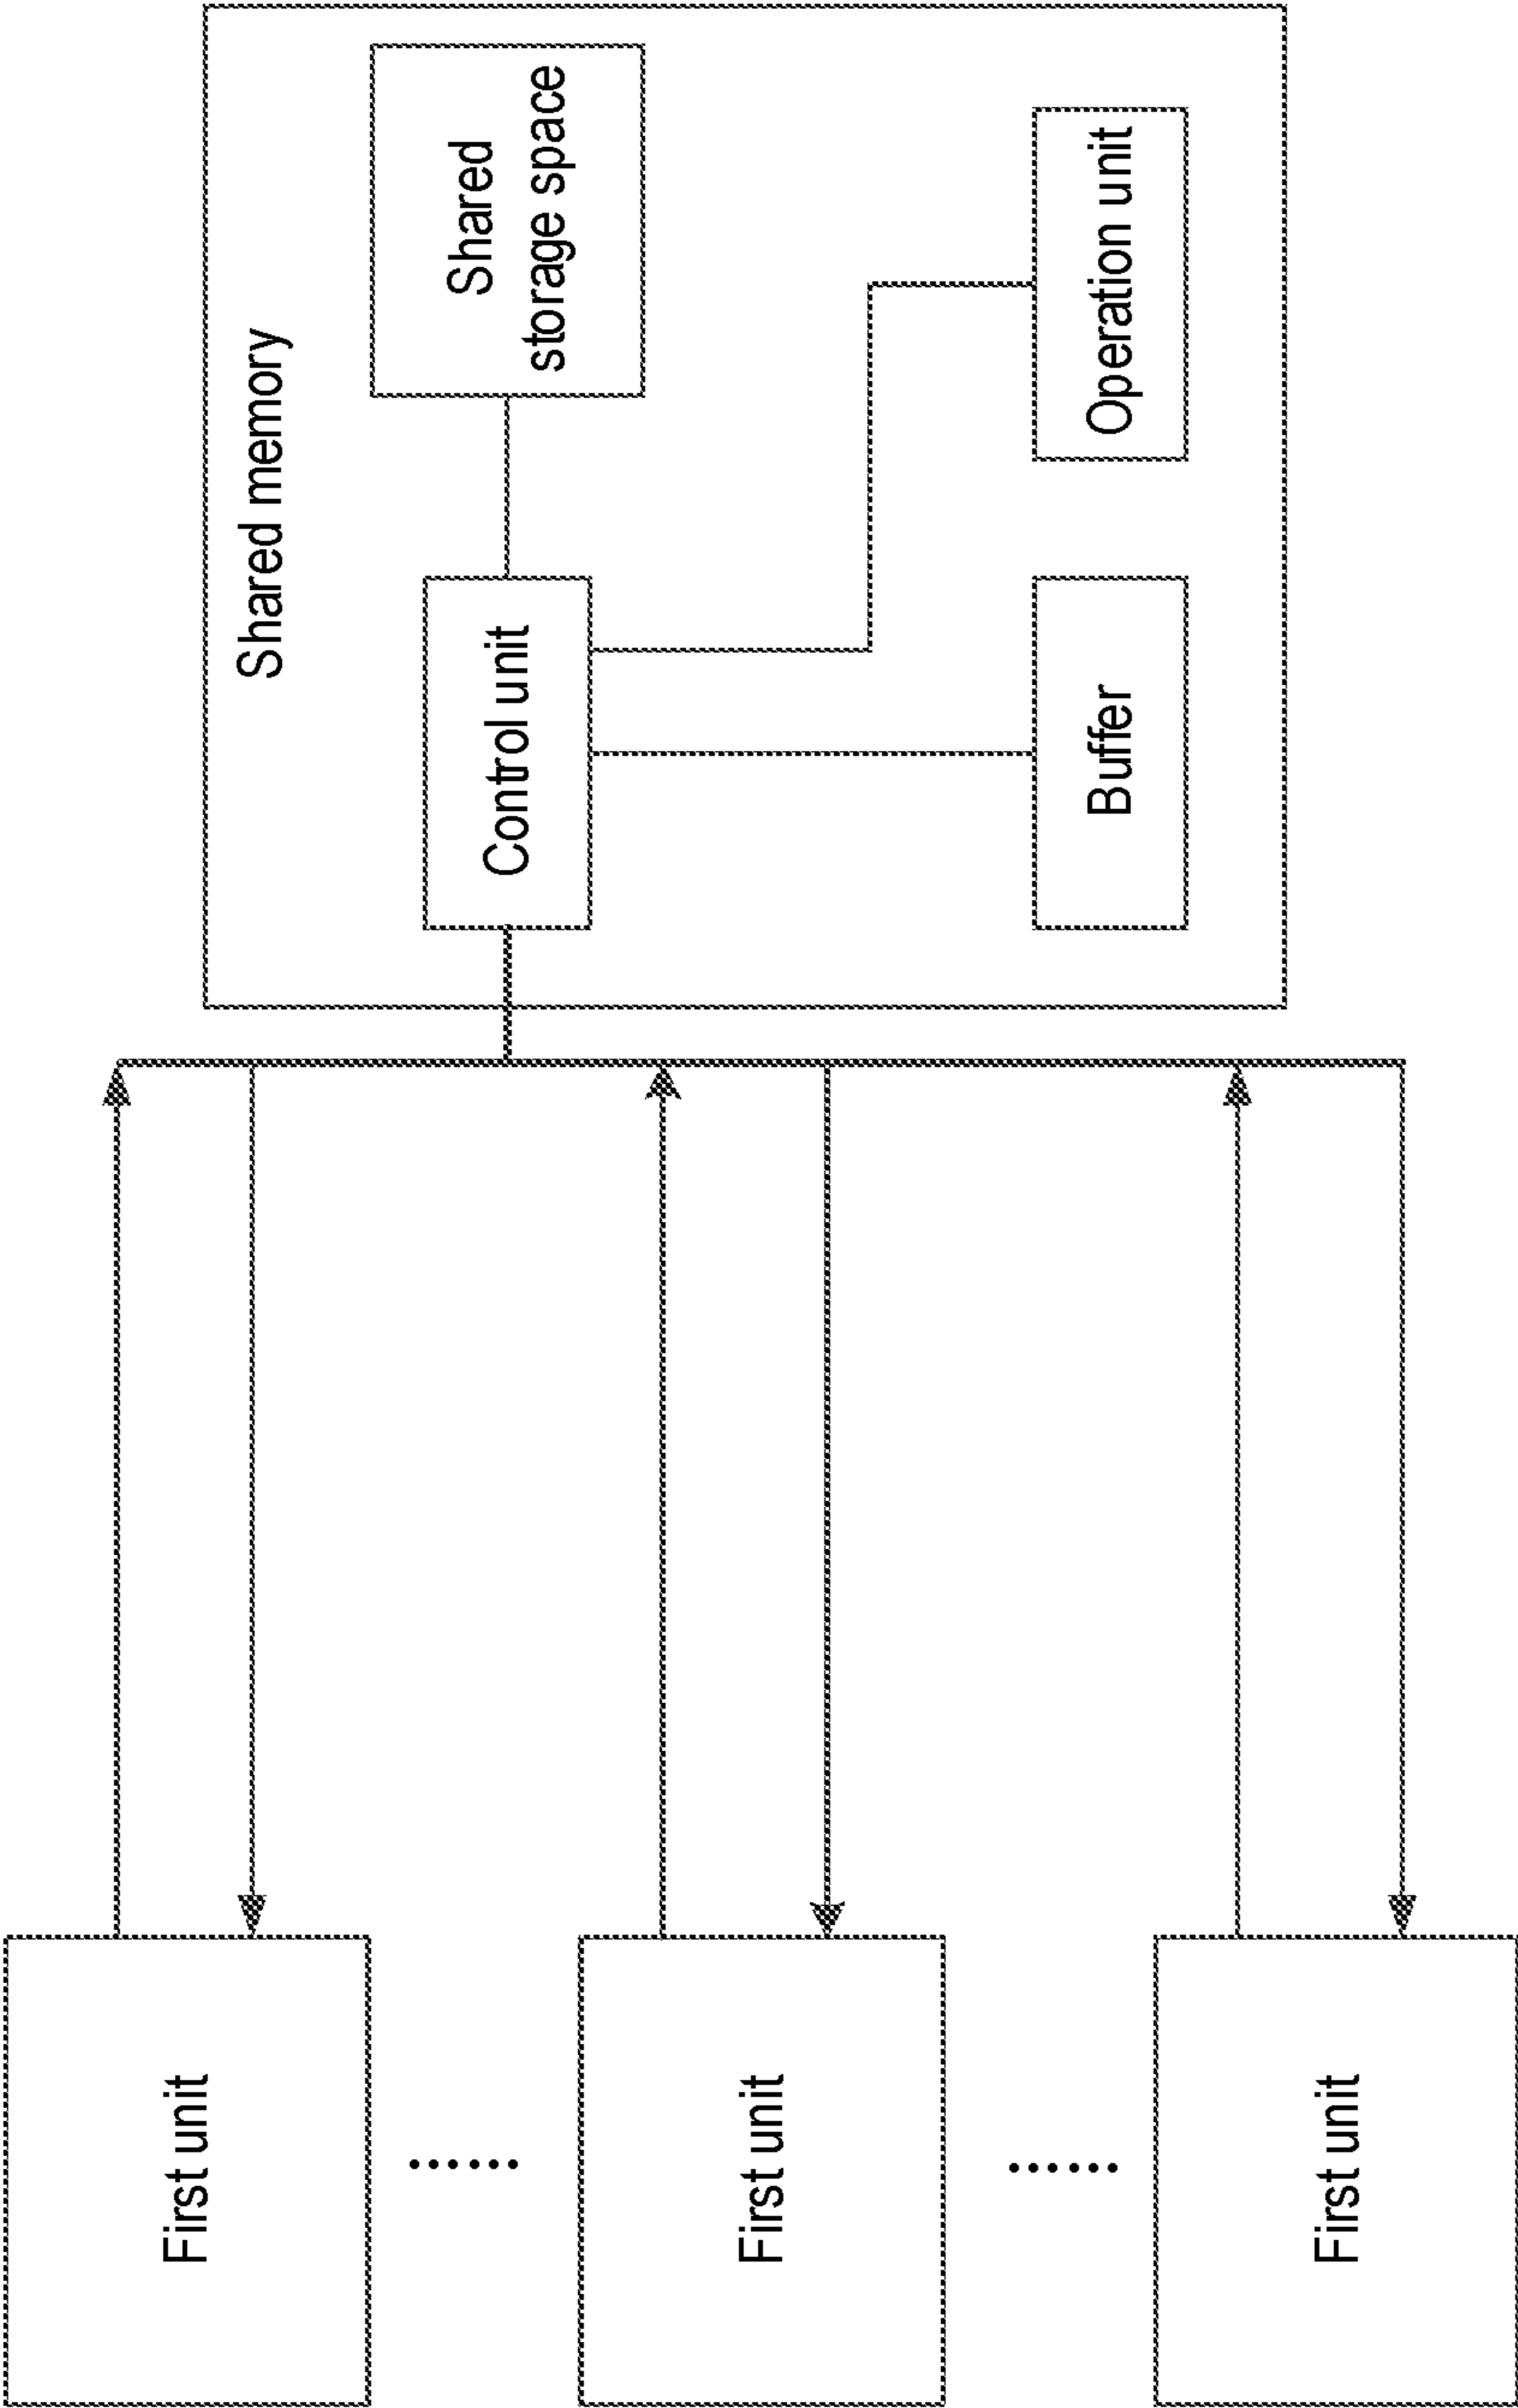 Shared memory
Shared
storage space
Control unit
Operation unit
Buffer
First unit
......
First unit
......
First unit